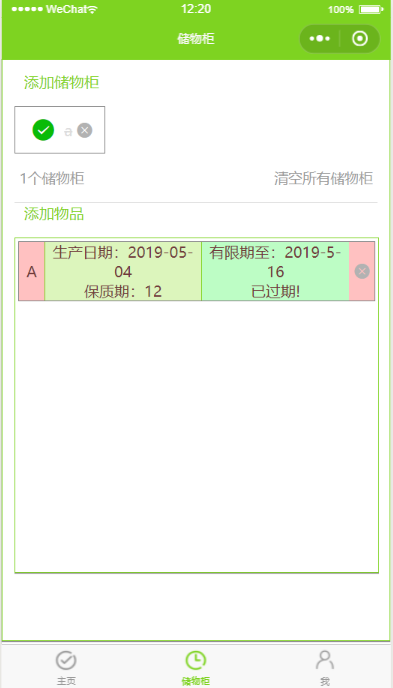 WeChat 12:20 100%
储物柜
添加储物柜
a
1个储物柜 清空所有储物柜
添加物品
A
生产日期：2019-05-
04
保质期：12
有限期至：2019-5-
16
已过期!
主页 储物柜 我